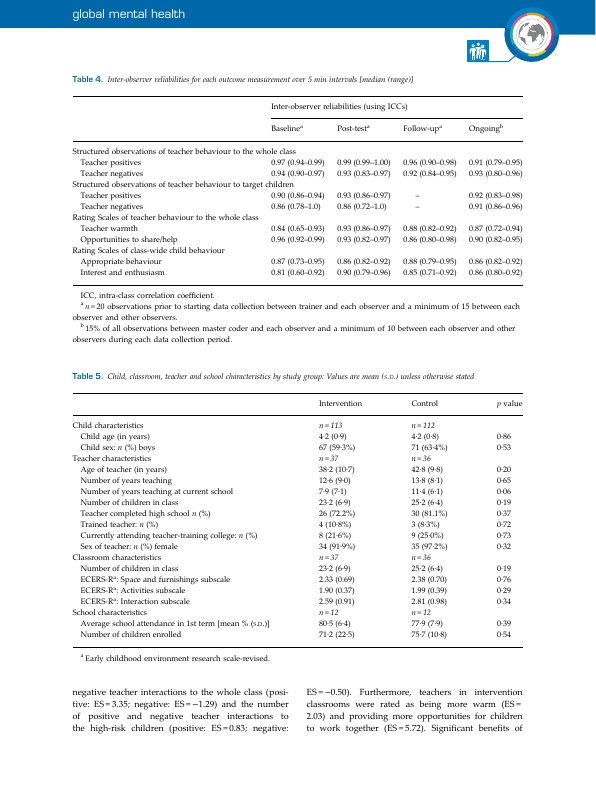 global mental health
Table 4. Inter-observer reliabilities for each outcome measurement over 5 min intervals [median (range)]
Inter-observer reliabilities (using ICCs)
Baselineᵃ Post-testᵃ Follow-upᵃ Ongoingᵇ
Structured observations of teacher behaviour to the whole class
Teacher positives 0.97 (0.94–0.99) 0.99 (0.99–1.00) 0.96 (0.90–0.98) 0.91 (0.79–0.95)
Teacher negatives 0.94 (0.90–0.97) 0.93 (0.83–0.97) 0.92 (0.84–0.95) 0.93 (0.80–0.96)
Structured observations of teacher behaviour to target children
Teacher positives 0.90 (0.86–0.94) 0.93 (0.86–0.97) – 0.92 (0.83–0.98)
Teacher negatives 0.86 (0.78–1.0) 0.86 (0.72–1.0) – 0.91 (0.86–0.96)
Rating Scales of teacher behaviour to the whole class
Teacher warmth 0.84 (0.65–0.93) 0.93 (0.86–0.97) 0.88 (0.82–0.92) 0.87 (0.72–0.94)
Opportunities to share/help 0.96 (0.92–0.99) 0.93 (0.82–0.97) 0.86 (0.80–0.98) 0.90 (0.82–0.95)
Rating Scales of class-wide child behaviour
Appropriate behaviour 0.87 (0.73–0.95) 0.86 (0.82–0.92) 0.88 (0.79–0.95) 0.86 (0.82–0.92)
Interest and enthusiasm 0.81 (0.60–0.92) 0.90 (0.79–0.96) 0.85 (0.71–0.92) 0.86 (0.80–0.92)
ICC, intra-class correlation coefficient.
ᵃ n = 20 observations prior to starting data collection between trainer and each observer and a minimum of 15 between each
observer and other observers.
ᵇ 15% of all observations between master coder and each observer and a minimum of 10 between each observer and other
observers during each data collection period.
Table 5. Child, classroom, teacher and school characteristics by study group: Values are mean (S.D.) unless otherwise stated
Intervention Control p value
Child characteristics n = 113 n = 112
Child age (in years) 4·2 (0·9) 4·2 (0·8) 0·86
Child sex: n (%) boys 67 (59·3%) 71 (63·4%) 0·53
Teacher characteristics n = 37 n = 36
Age of teacher (in years) 38·2 (10·7) 42·8 (9·8) 0·20
Number of years teaching 12·6 (9·0) 13·8 (8·1) 0·65
Number of years teaching at current school 7·9 (7·1) 11·4 (6·1) 0·06
Number of children in class 23·2 (6·9) 25·2 (6·4) 0·19
Teacher completed high school n (%) 26 (72.2%) 30 (81.1%) 0·37
Trained teacher: n (%) 4 (10·8%) 3 (8·3%) 0·72
Currently attending teacher-training college: n (%) 8 (21·6%) 9 (25·0%) 0·73
Sex of teacher: n (%) female 34 (91·9%) 35 (97·2%) 0·32
Classroom characteristics n = 37 n = 36
Number of children in class 23·2 (6·9) 25·2 (6·4) 0·19
ECERS-Rᵃ: Space and furnishings subscale 2.33 (0.69) 2.38 (0.70) 0·76
ECERS-Rᵃ: Activities subscale 1.90 (0.37) 1.99 (0.39) 0·29
ECERS-Rᵃ: Interaction subscale 2.59 (0.91) 2.81 (0.98) 0·34
School characteristics n = 12 n = 12
Average school attendance in 1st term [mean % (S.D.)] 80·5 (6·4) 77·9 (7·9) 0·39
Number of children enrolled 71·2 (22·5) 75·7 (10·8) 0·54
ᵃ Early childhood environment research scale-revised.
negative teacher interactions to the whole class (posi-
tive: ES = 3.35; negative: ES = −1.29) and the number
of positive and negative teacher interactions to
the high-risk children (positive: ES = 0.83; negative:
ES = −0.50). Furthermore, teachers in intervention
classrooms were rated as being more warm (ES =
2.03) and providing more opportunities for children
to work together (ES = 5.72). Significant benefits of